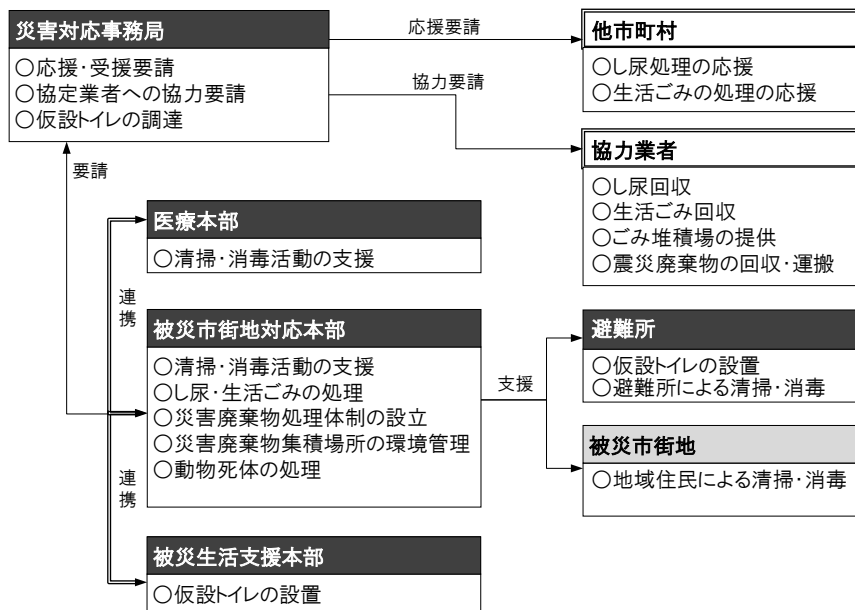 災害対応事務局
○応援・受援要請
○協定業者への協力要請
○仮設トイレの調達
応援要請
協力要請
他市町村
○し尿処理の応援
○生活ごみの処理の応援
協力業者
○し尿回収
○生活ごみ回収
○ごみ堆積場の提供
○震災廃棄物の回収・運搬
要請
医療本部
○清掃・消毒活動の支援
連携
被災市街地対応本部
○清掃・消毒活動の支援
○し尿・生活ごみの処理
○災害廃棄物処理体制の設立
○災害廃棄物集積場所の環境管理
○動物死体の処理
支援
避難所
○仮設トイレの設置
○避難所による清掃・消毒
被災市街地
○地域住民による清掃・消毒
連携
被災生活支援本部
○仮設トイレの設置